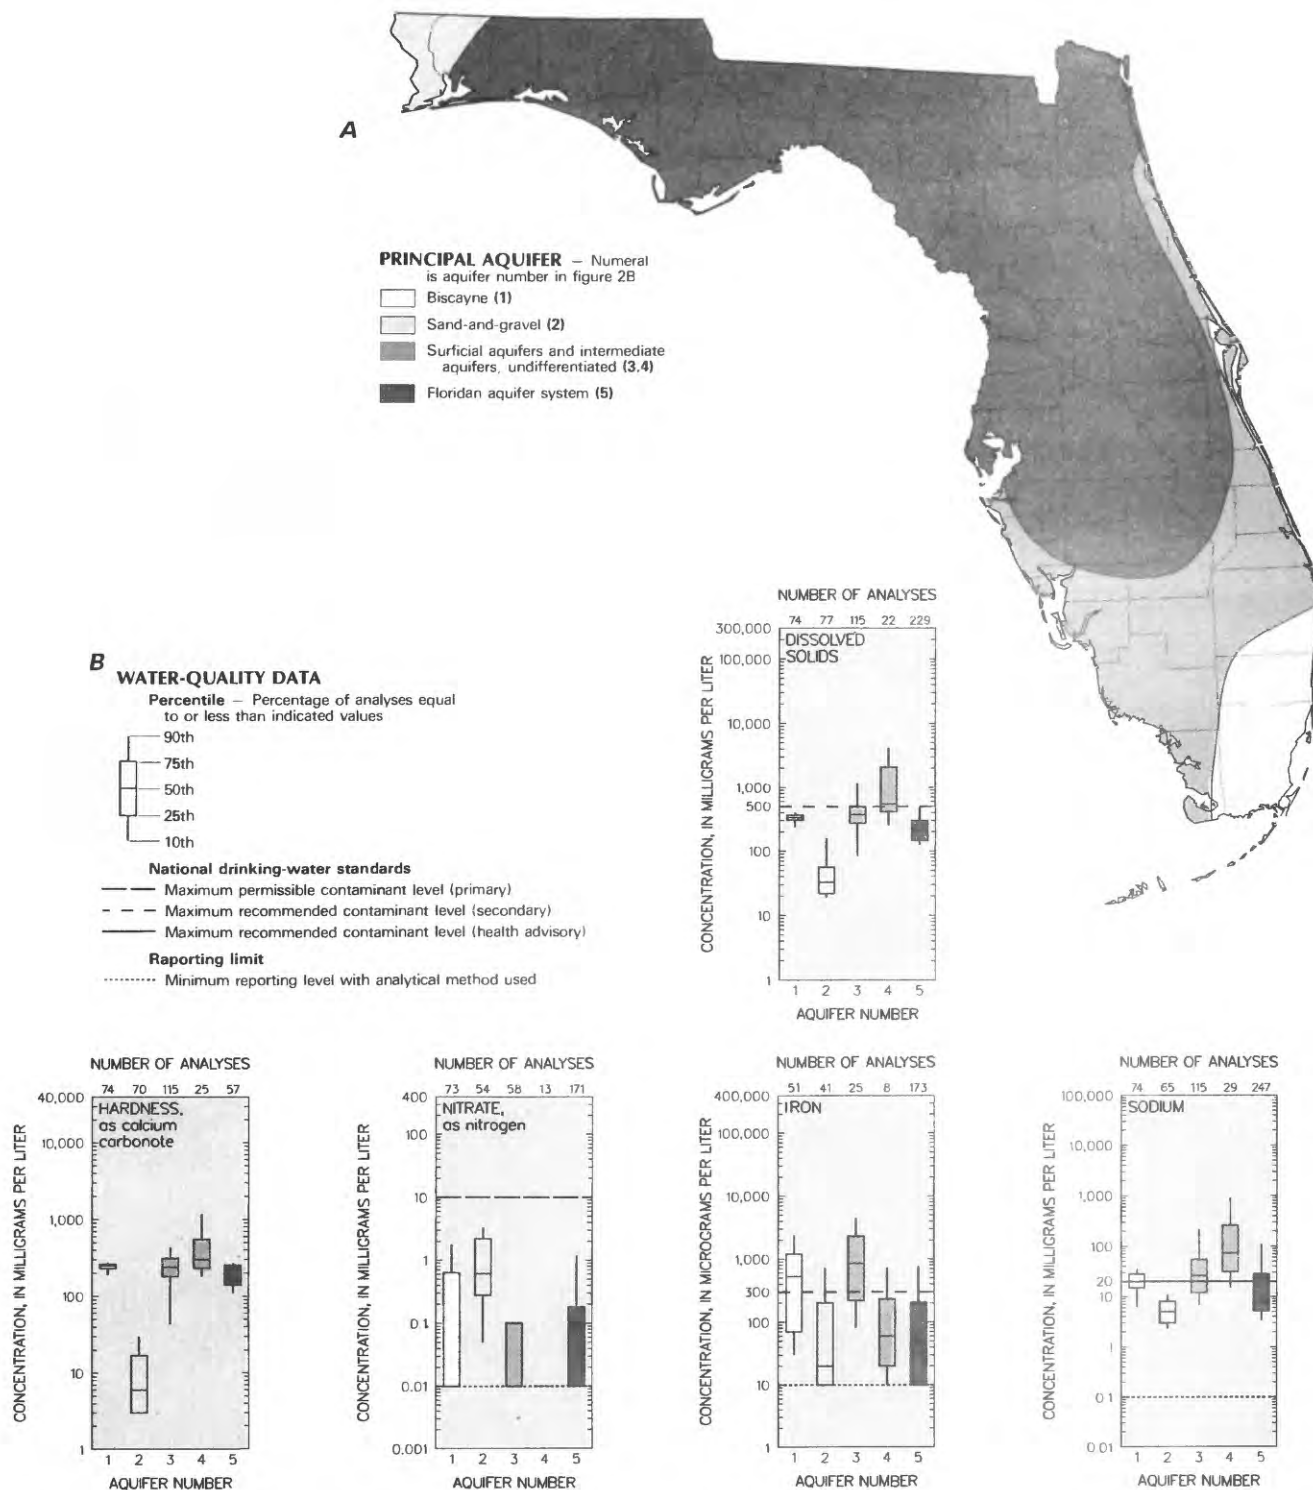 A
PRINCIPAL AQUIFER — Numeral
is aquifer number in figure 2B
Biscayne (1)
Sand-and-gravel (2)
Surficial aquifers and intermediate
aquifers, undifferentiated (3.4)
Floridan aquifer system (5)
B
WATER-QUALITY DATA
Percentile — Percentage of analyses equal
to or less than indicated values
90th
75th
50th
25th
10th
National drinking-water standards
Maximum permissible contaminant level (primary)
Maximum recommended contaminant level (secondary)
Maximum recommended contaminant level (health advisory)
Raporting limit
Minimum reporting level with analytical method used
NUMBER OF ANALYSES
74 77 115 22 229
DISSOLVED
SOLIDS
CONCENTRATION, IN MILLIGRAMS PER LITER
300,000
100,000
10,000
1,000
500
100
10
1
1 2 3 4 5
AQUIFER NUMBER
NUMBER OF ANALYSES
74 70 115 25 57
HARDNESS,
as calcium
carbonote
CONCENTRATION, IN MILLIGRAMS PER LITER
40,000
10,000
1,000
100
10
1
1 2 3 4 5
AQUIFER NUMBER
NUMBER OF ANALYSES
73 54 58 13 171
NITRATE,
as nitrogen
CONCENTRATION, IN MILLIGRAMS PER LITER
400
100
10
1
0.1
0.01
0.001
1 2 3 4 5
AQUIFER NUMBER
NUMBER OF ANALYSES
51 41 25 8 173
IRON
CONCENTRATION, IN MICROGRAMS PER LITER
400,000
100,000
10,000
1,000
300
100
10
1
1 2 3 4 5
AQUIFER NUMBER
NUMBER OF ANALYSES
74 65 115 29 247
SODIUM
CONCENTRATION, IN MILLIGRAMS PER LITER
100,000
10,000
1,000
100
20
10
1
0.1
0.01
1 2 3 4 5
AQUIFER NUMBER